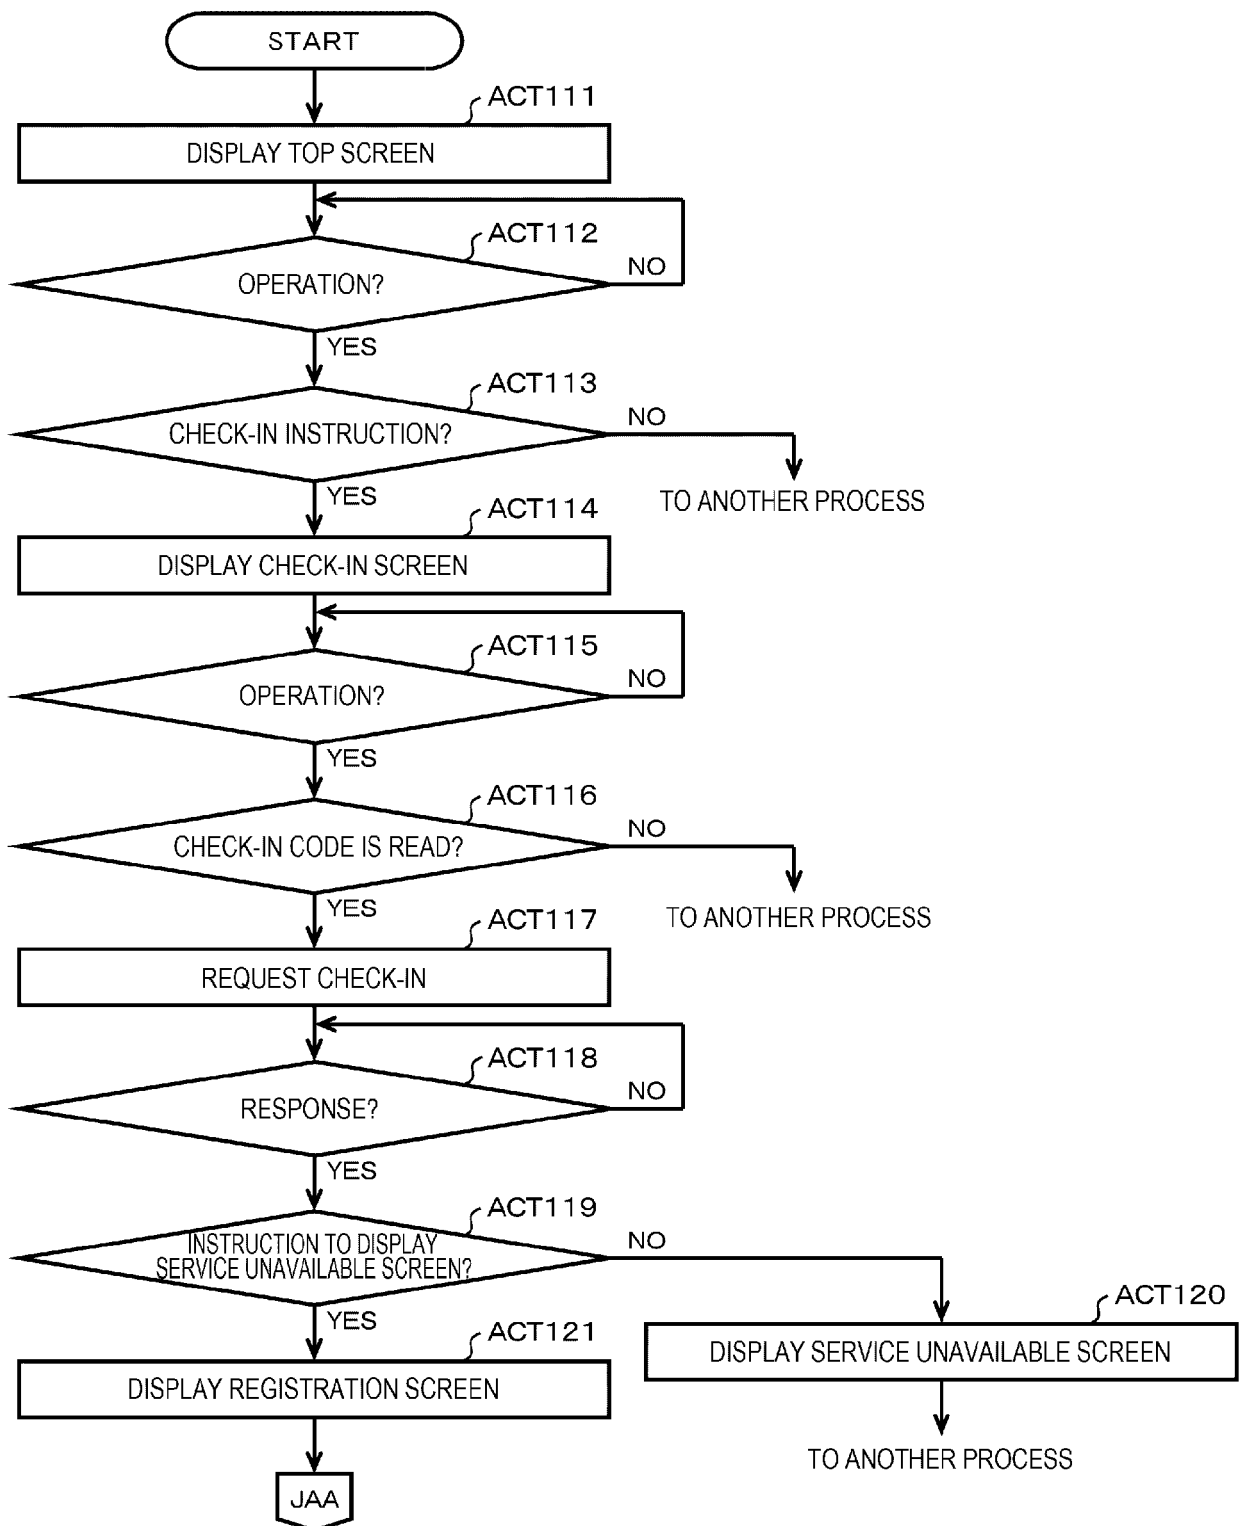 START
ACT111
DISPLAY TOP SCREEN
ACT112
OPERATION?
NO
YES
ACT113
CHECK-IN INSTRUCTION?
NO
TO ANOTHER PROCESS
YES
ACT114
DISPLAY CHECK-IN SCREEN
ACT115
OPERATION?
NO
YES
ACT116
CHECK-IN CODE IS READ?
NO
TO ANOTHER PROCESS
YES
ACT117
REQUEST CHECK-IN
ACT118
RESPONSE?
NO
YES
ACT119
INSTRUCTION TO DISPLAY
SERVICE UNAVAILABLE SCREEN?
NO
YES
ACT120
DISPLAY SERVICE UNAVAILABLE SCREEN
TO ANOTHER PROCESS
ACT121
DISPLAY REGISTRATION SCREEN
JAA